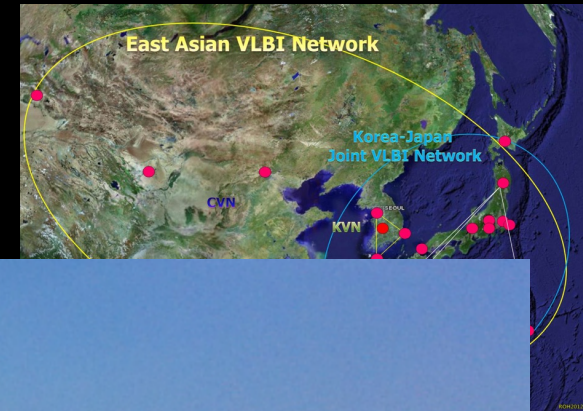 East Asian VLBI Network
Korea-Japan
Joint VLBI Network
CVN
SEOUL
KVN